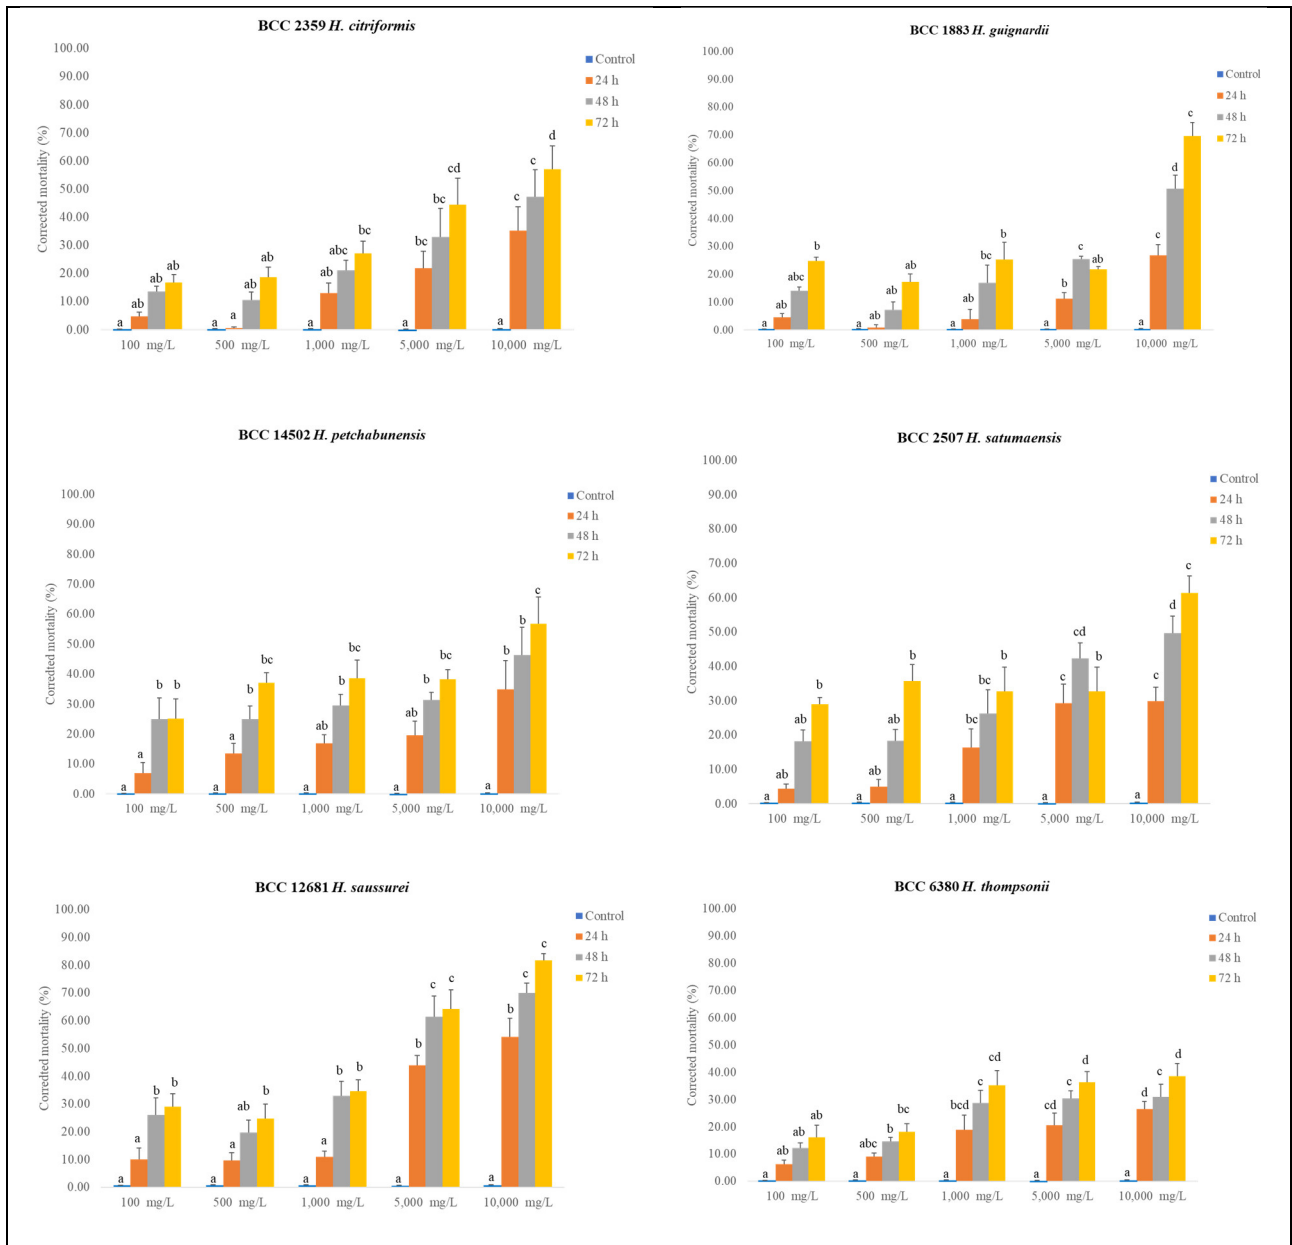 BCC 2359 H. citriformis
100.00
90.00
80.00
70.00
60.00
50.00
40.00
30.00
20.00
10.00
0.00
Corrected mortality (%)
Control
24 h
48 h
72 h
a ab ab ab
a a ab ab
a ab abc bc
a bc bc cd
a c c d
100 mg/L 500 mg/L 1,000 mg/L 5,000 mg/L 10,000 mg/L
BCC 1883 H. guignardii
100.00
90.00
80.00
70.00
60.00
50.00
40.00
30.00
20.00
10.00
0.00
Corrected mortality (%)
Control
24 h
48 h
72 h
a ab abc b
a ab ab ab
a ab bc b
a b c ab
a c d c
100 mg/L 500 mg/L 1,000 mg/L 5,000 mg/L 10,000 mg/L
BCC 14502 H. petchabunensis
100.00
90.00
80.00
70.00
60.00
50.00
40.00
30.00
20.00
10.00
0.00
Corredted mortality (%)
Control
24 h
48 h
72 h
a a b b
a a b bc
a ab b bc
a ab b bc
a b b c
100 mg/L 500 mg/L 1,000 mg/L 5,000 mg/L 10,000 mg/L
BCC 2507 H. satumaensis
100.00
90.00
80.00
70.00
60.00
50.00
40.00
30.00
20.00
10.00
0.00
Corrected mortality (%)
Control
24 h
48 h
72 h
a ab ab b
a ab ab b
a bc bc b
a c cd b
a c d c
100 mg/L 500 mg/L 1,000 mg/L 5,000 mg/L 10,000 mg/L
BCC 12681 H. saussurei
100.00
90.00
80.00
70.00
60.00
50.00
40.00
30.00
20.00
10.00
0.00
Corredted mortality (%)
Control
24 h
48 h
72 h
a a b b
a a ab b
a a b b
a b c c
a b c c
100 mg/L 500 mg/L 1,000 mg/L 5,000 mg/L 10,000 mg/L
BCC 6380 H. thompsonii
100.00
90.00
80.00
70.00
60.00
50.00
40.00
30.00
20.00
10.00
0.00
Corrected mortality (%)
Control
24 h
48 h
72 h
a ab ab ab
a abc b bc
a bcd c cd
a cd c d
a d c d
100 mg/L 500 mg/L 1,000 mg/L 5,000 mg/L 10,000 mg/L